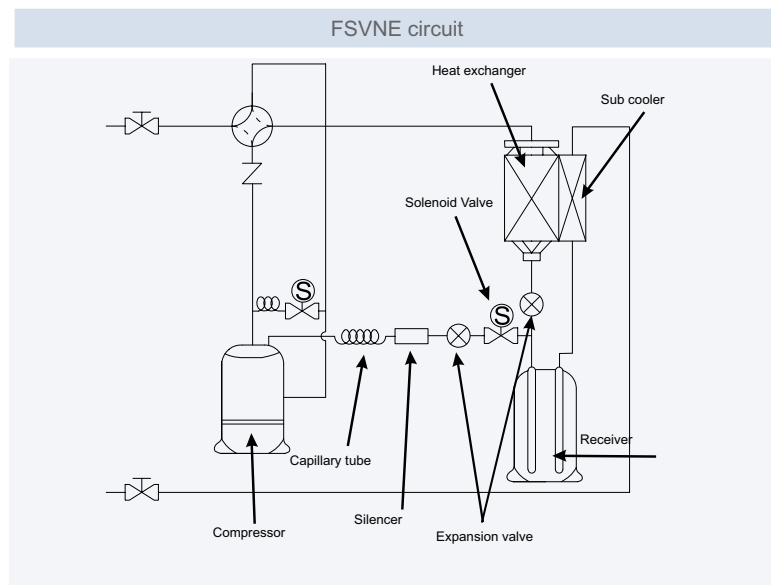 FSVNE circuit
Heat exchanger
Sub cooler
Solenoid Valve
S
S
Receiver
Capillary tube
Silencer
Compressor
Expansion valve